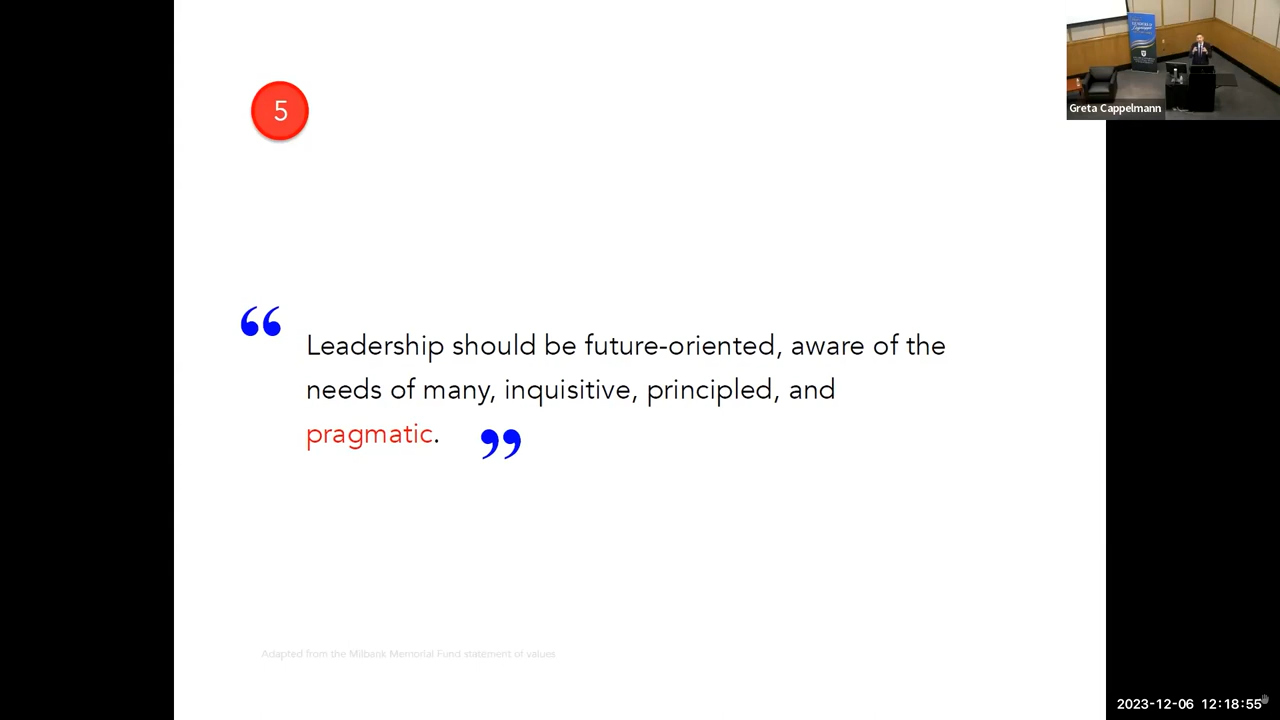 5
“ Leadership should be future-oriented, aware of the
needs of many, inquisitive, principled, and
pragmatic. ”
Adapted from the Milbank Memorial Fund statement of values
Greta Cappelmann
2023-12-06 12:18:55